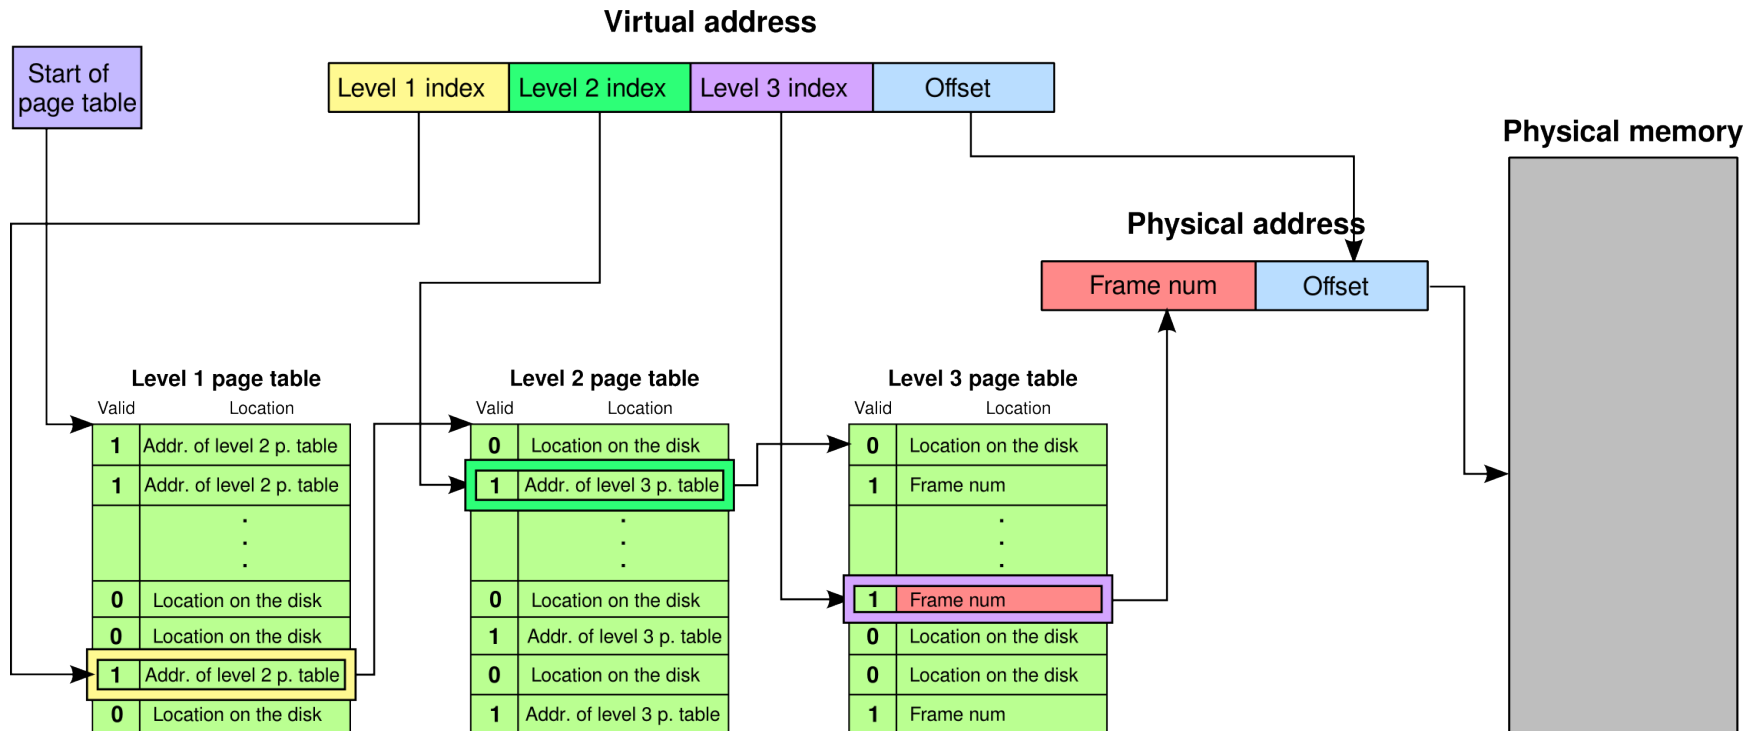 Virtual address
Start of
page table
Level 1 index Level 2 index Level 3 index Offset
Physical memory
Physical address
Frame num Offset
Level 1 page table Level 2 page table Level 3 page table
Valid Location Valid Location Valid Location
1 Addr. of level 2 p. table 0 Location on the disk 0 Location on the disk
1 Addr. of level 2 p. table 1 Addr. of level 3 p. table 1 Frame num
. . .
. . .
. . .
0 Location on the disk 0 Location on the disk 1 Frame num
0 Location on the disk 1 Addr. of level 3 p. table 0 Location on the disk
1 Addr. of level 2 p. table 0 Location on the disk 0 Location on the disk
0 Location on the disk 1 Addr. of level 3 p. table 1 Frame num